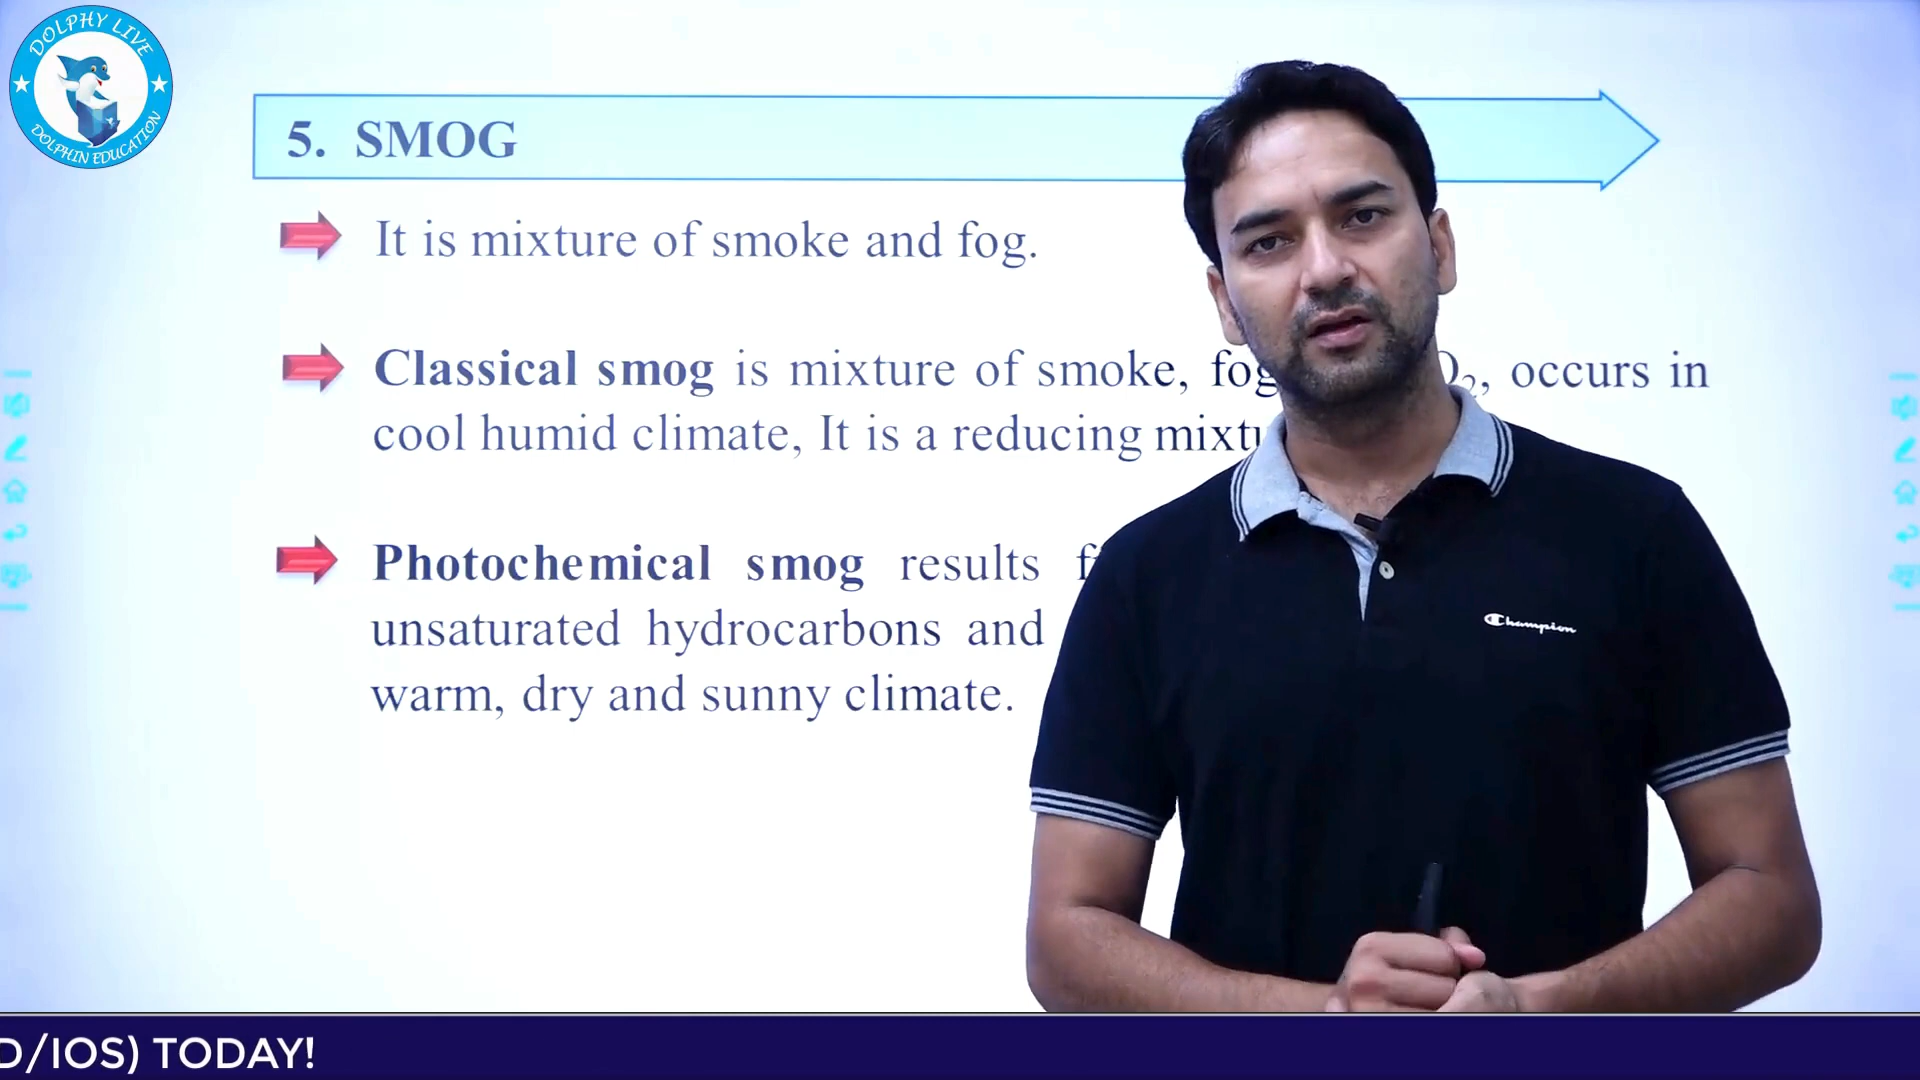 DOLPHY LIVE
DOLPHIN EDUCATION
5. SMOG
It is mixture of smoke and fog.
Classical smog is mixture of smoke, fog O₂, occurs in
cool humid climate, It is a reducing
Photochemical smog results
unsaturated hydrocarbons and
warm, dry and sunny climate.
Champion
D/IOS) TODAY!